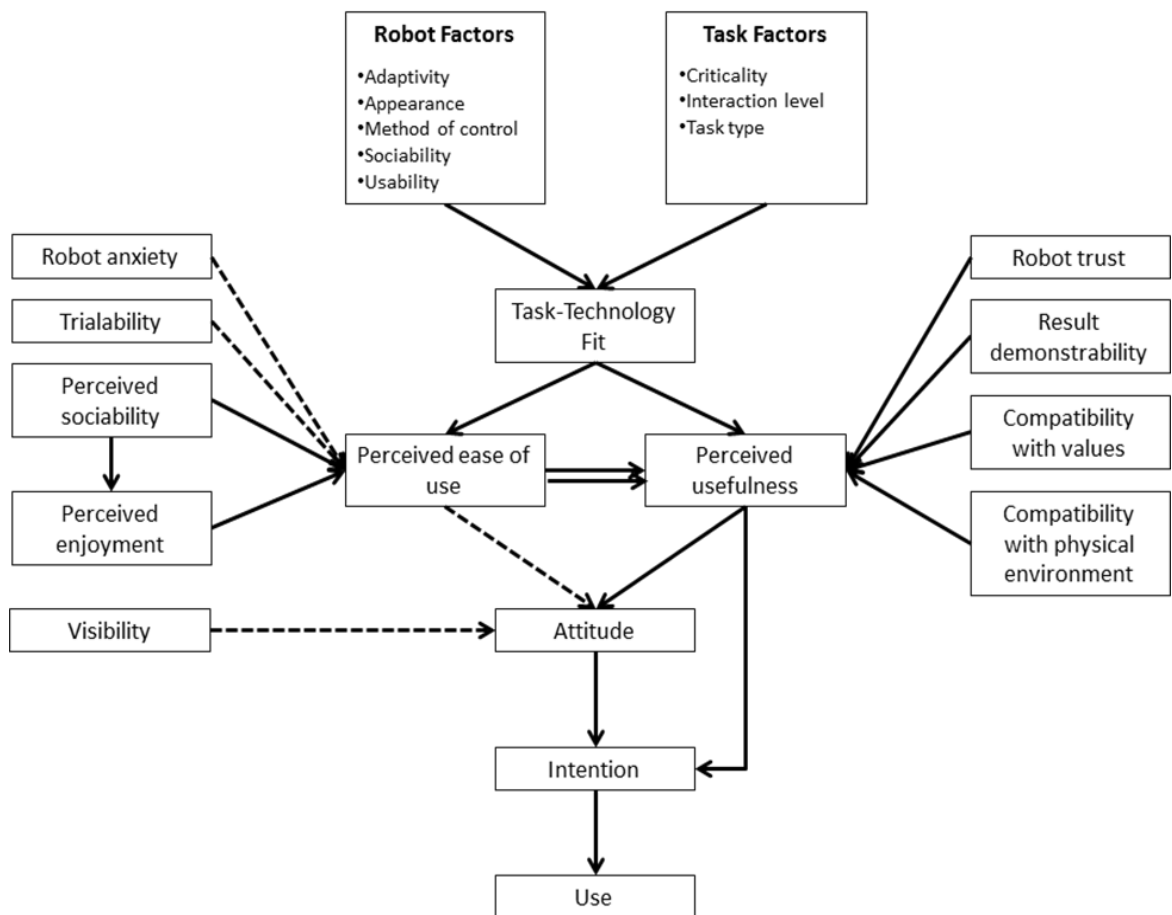 Robot Factors
•Adaptivity
•Appearance
•Method of control
•Sociability
•Usability
Task Factors
•Criticality
•Interaction level
•Task type
Robot anxiety
Trialability
Perceived
sociability
Perceived
enjoyment
Visibility
Task-Technology
Fit
Perceived ease of
use
Perceived
usefulness
Robot trust
Result
demonstrability
Compatibility
with values
Compatibility
with physical
environment
Attitude
Intention
Use